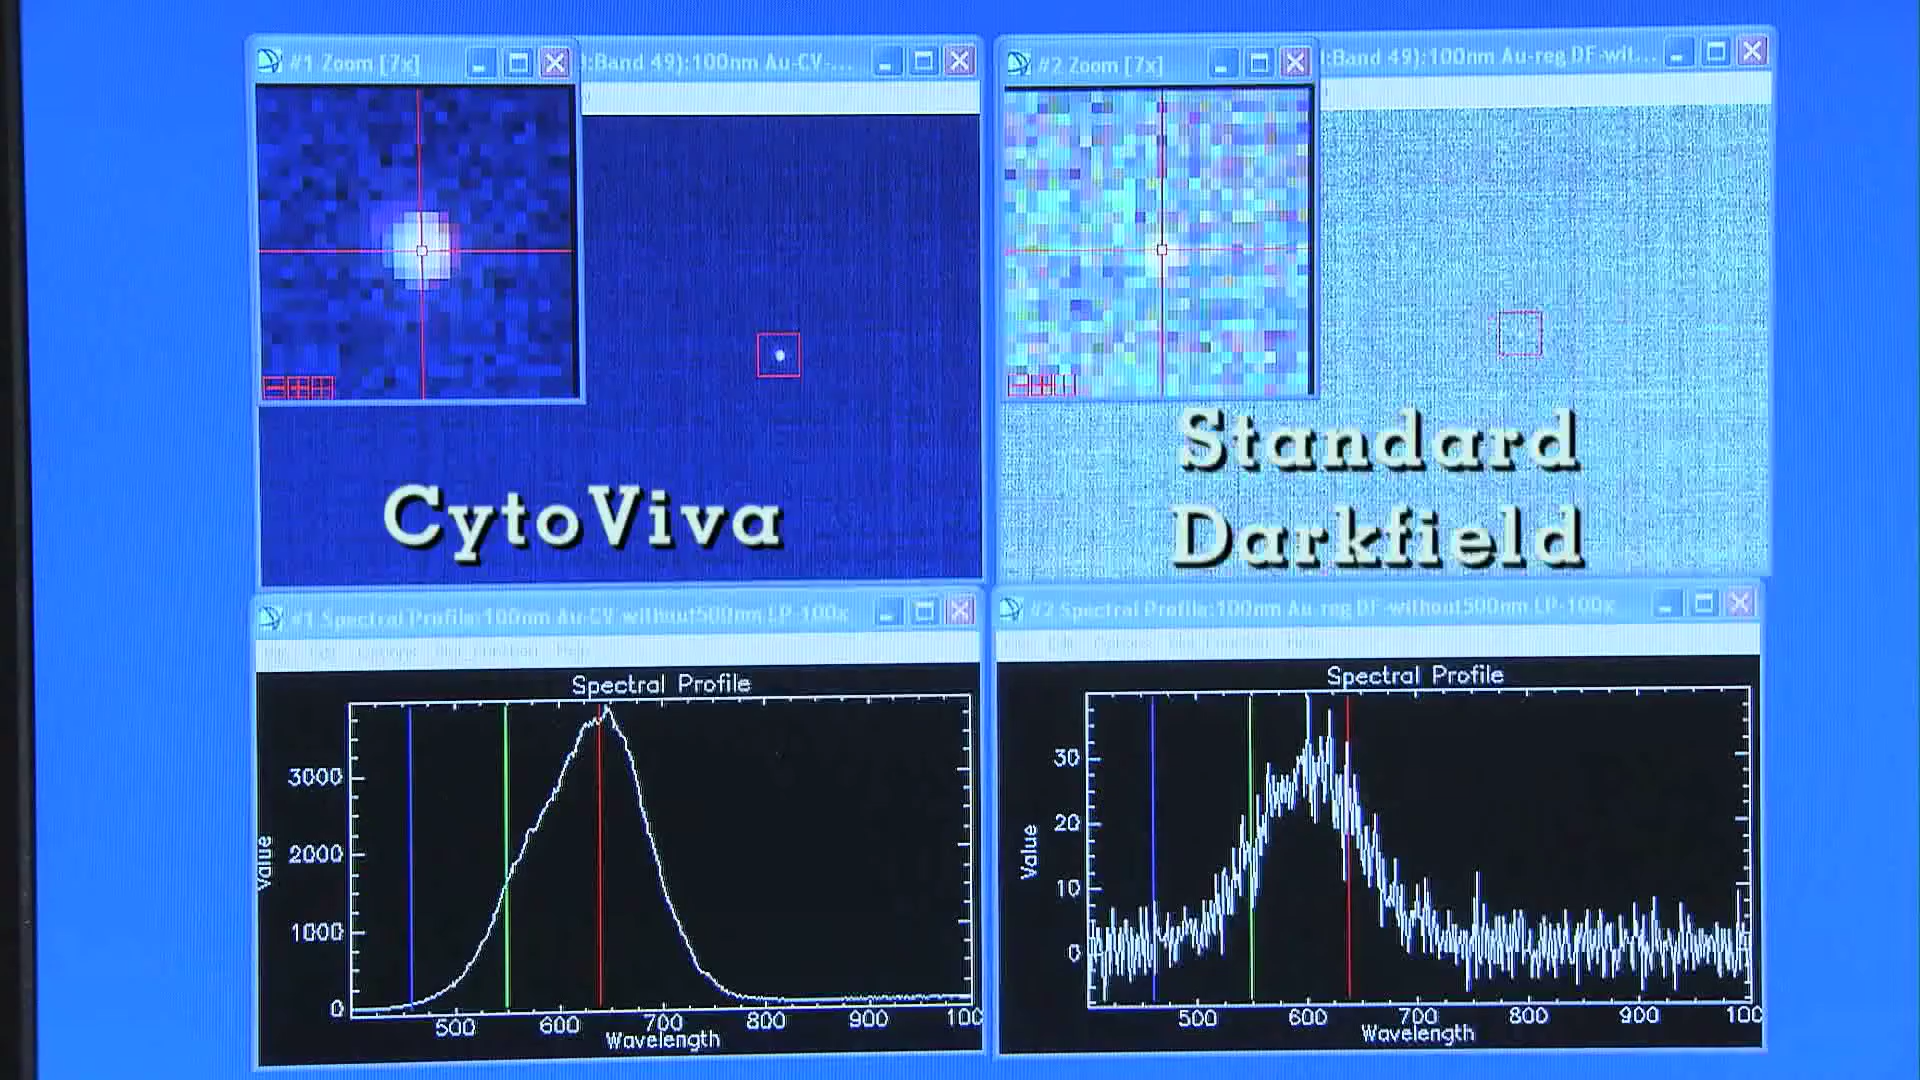 #1 Zoom [7x]
):Band 49):100nm Au-CV-...
#2 Zoom [7x]
:Band 49):100nm Au-reg DF-wit...
CytoViva
Standard
Darkfield
#1 Spectral Profile:100nm Au-CV without500nm LP-100x
#2 Spectral Profile:100nm Au-reg DF-without500nm LP-100x
Spectral Profile
3000
2000
1000
0
Value
500 600 700 800 900 100
Wavelength
Spectral Profile
30
20
10
0
Value
500 600 700 800 900 100
Wavelength